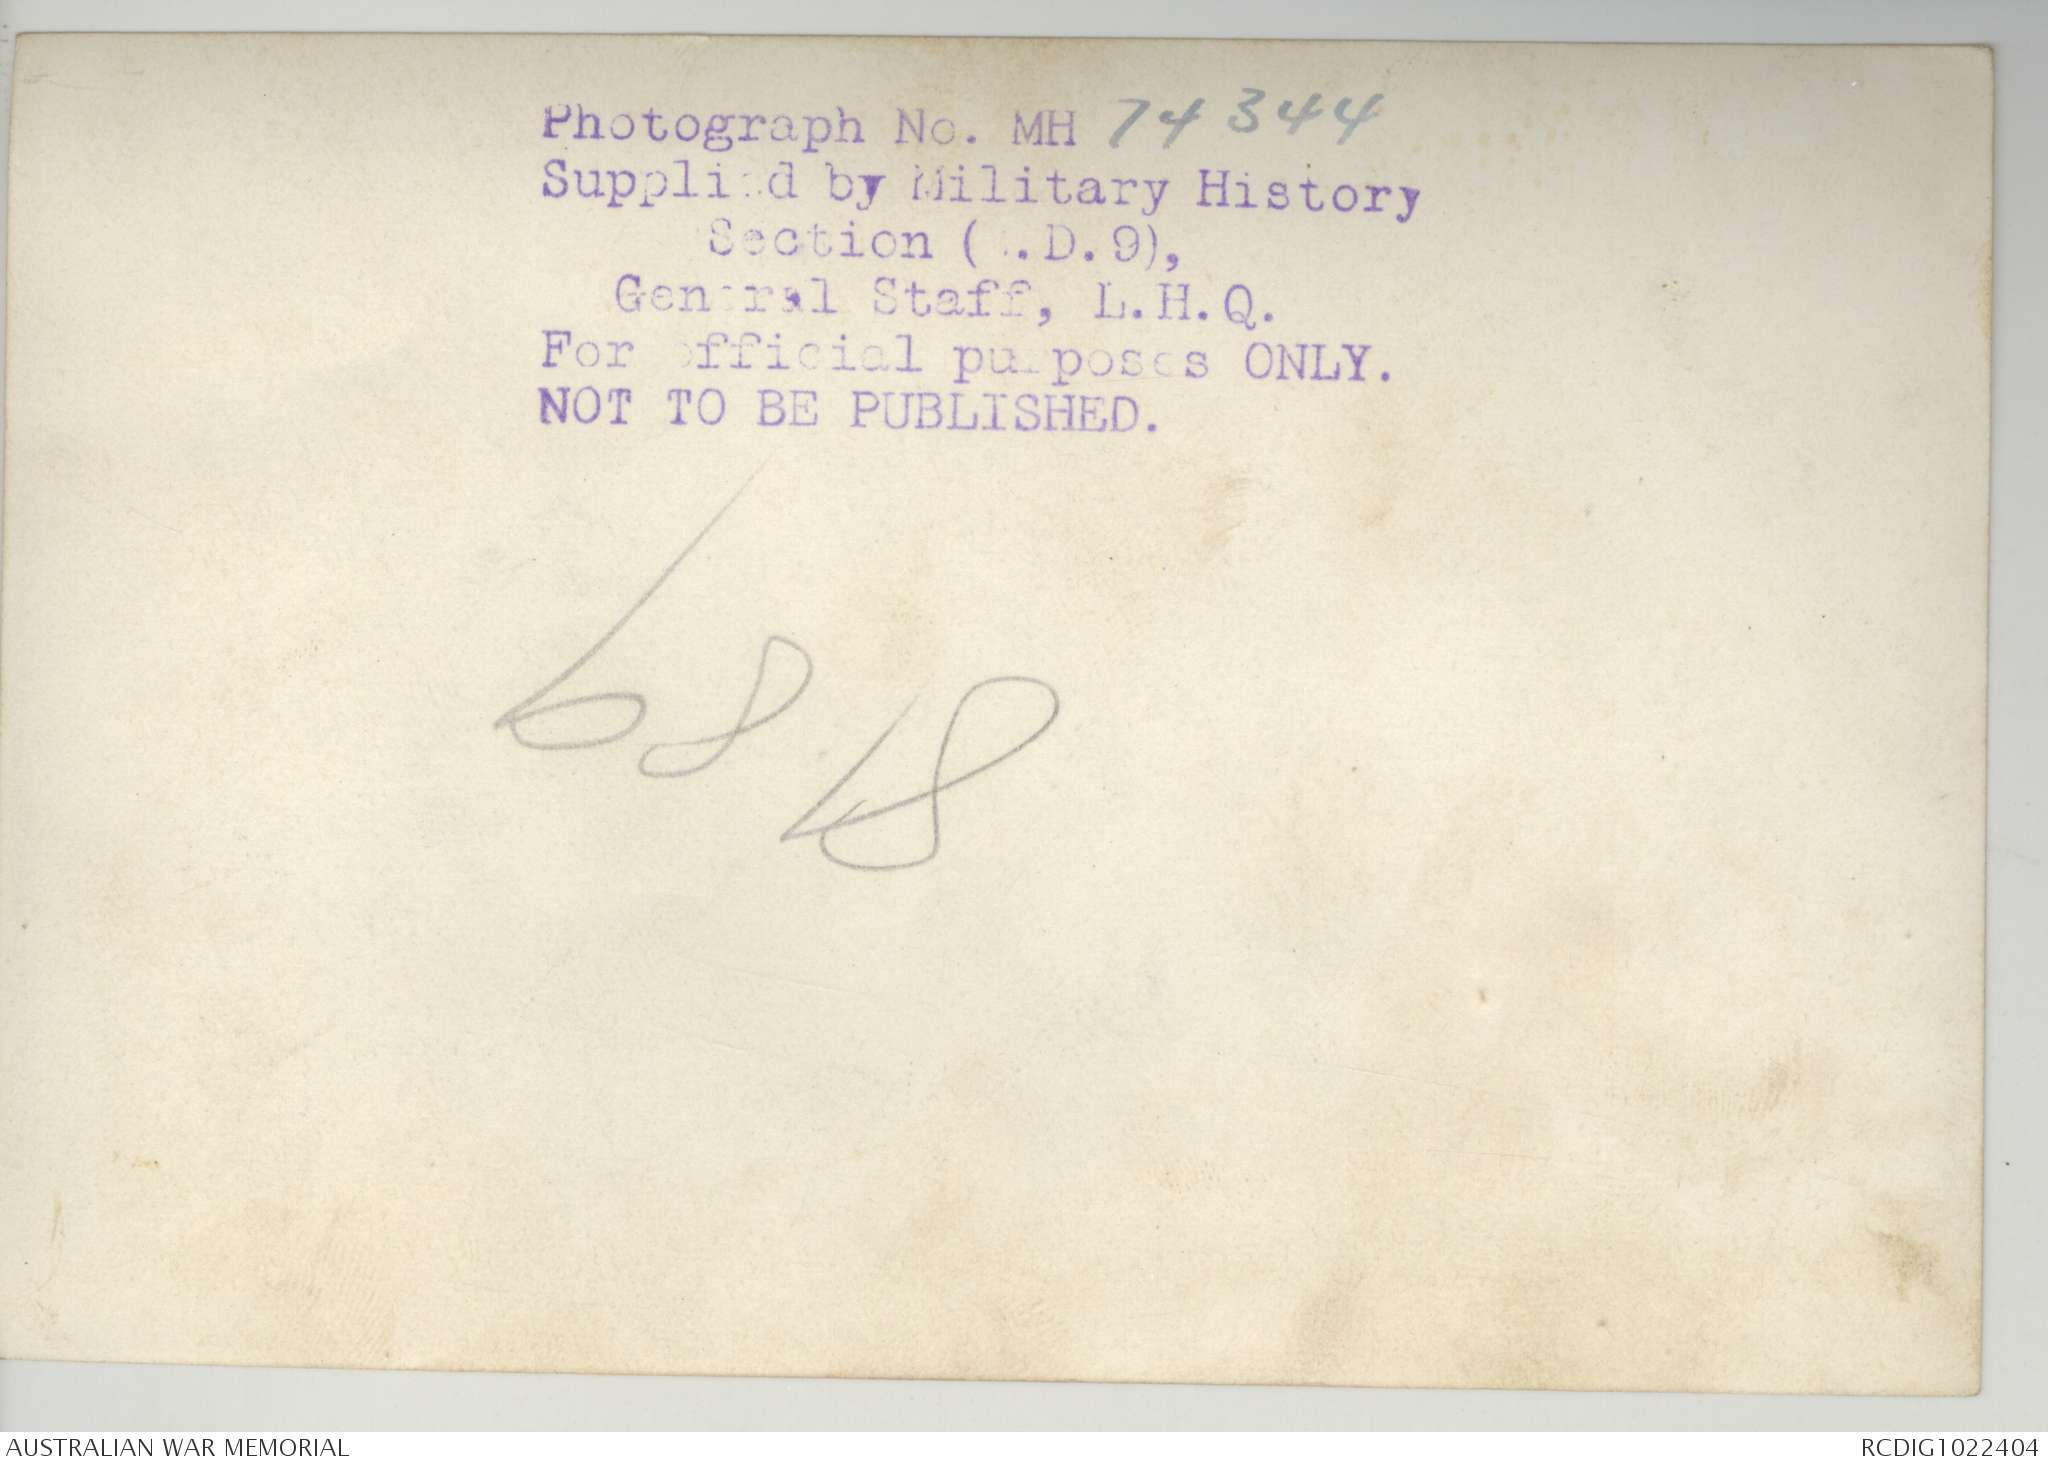 Photograph No. MH 74344
Supplied by Military History
Section ( .D.9),
General Staff, L.H.Q.
For official purposes ONLY.
NOT TO BE PUBLISHED.
AUSTRALIAN WAR MEMORIAL
RCDIG1022404